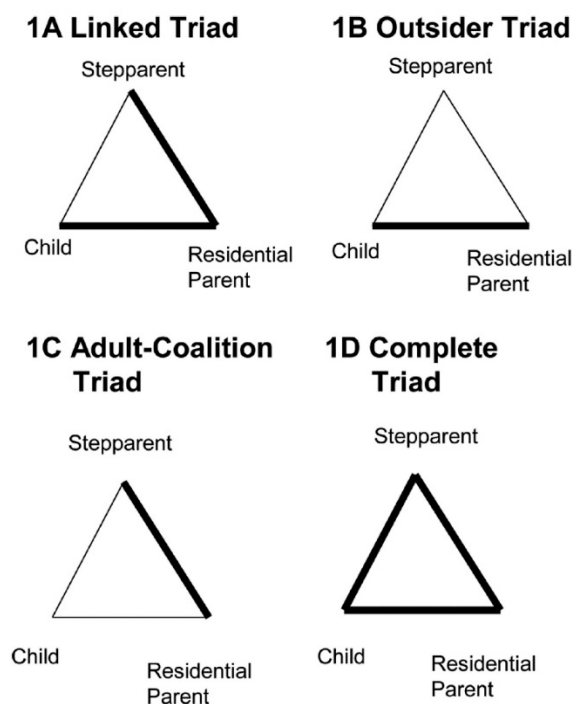 1A Linked Triad
Stepparent
Child
Residential
Parent
1B Outsider Triad
Stepparent
Child
Residential
Parent
1C Adult-Coalition
Triad
Stepparent
Child
Residential
Parent
1D Complete
Triad
Stepparent
Child
Residential
Parent